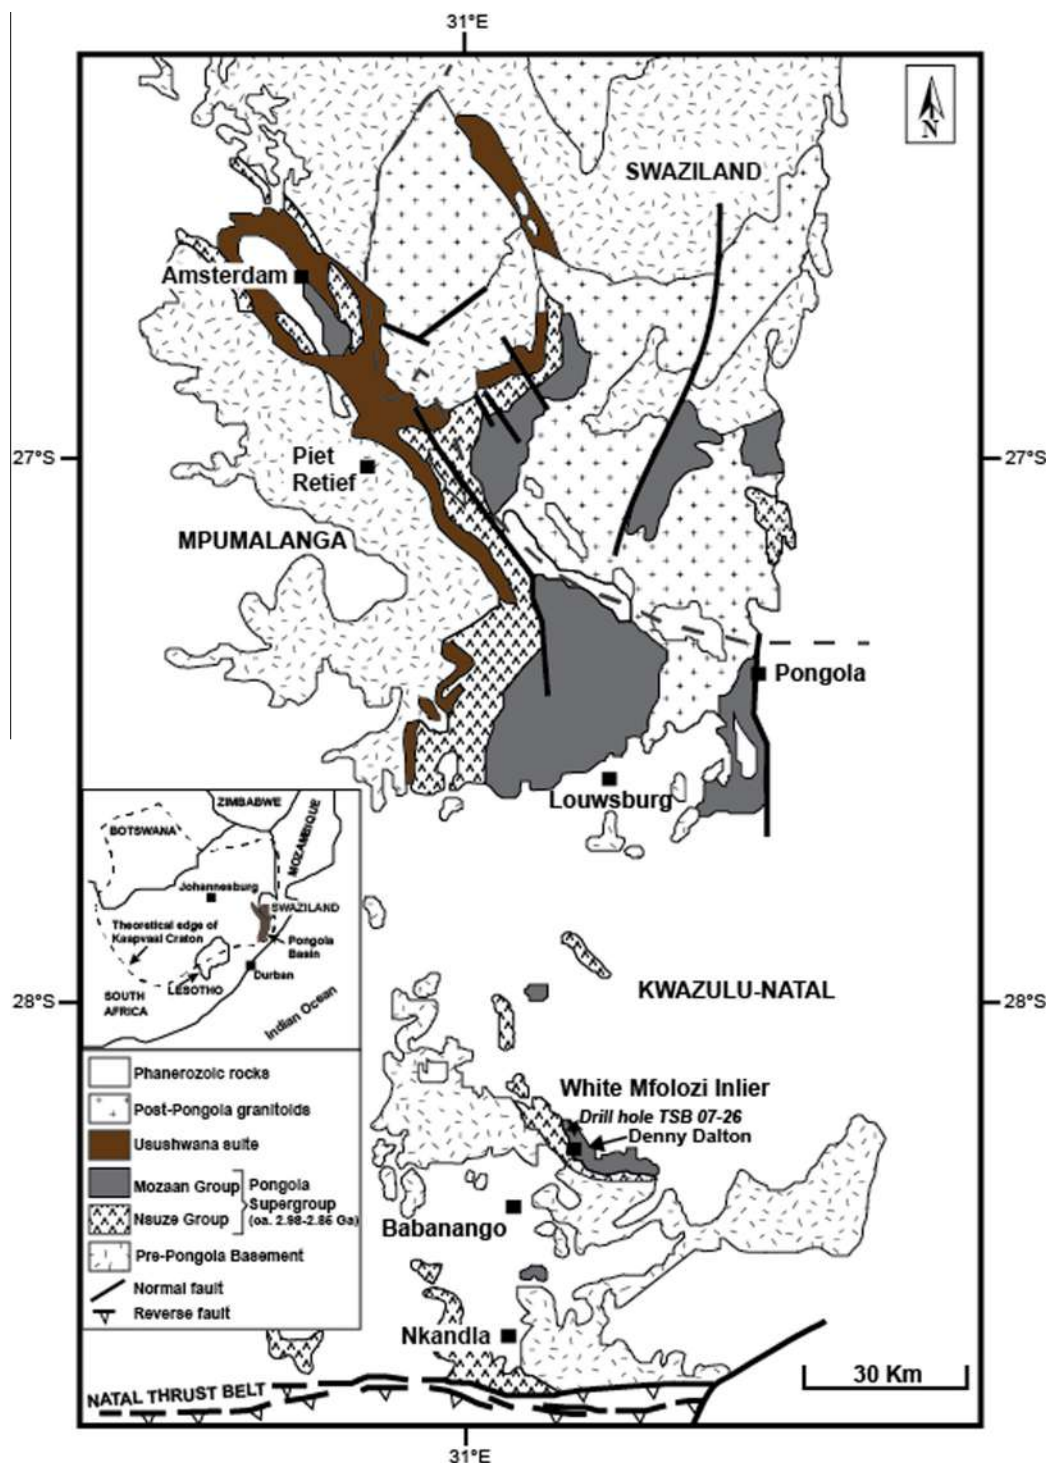 31°E
N
SWAZILAND
Amsterdam
27°S
27°S
Piet
Retief
MPUMALANGA
Pongola
Louwsburg
ZIMBABWE
BOTSWANA
MOZAMBIQUE
Johannesburg
SWAZILAND
Theoretical edge of
Kaapvaal Craton
Pongola
Basin
Durban
LESOTHO
SOUTH
AFRICA
Indian Ocean
28°S
28°S
KWAZULU-NATAL
White Mfolozi Inlier
Drill hole TSB 07-26
Denny Dalton
Babanango
Nkandla
Phanerozoic rocks
Post-Pongola granitoids
Usushwana suite
Mozaan Group
Nsuze Group
Pongola
Supergroup
(ca. 2.98-2.86 Ga)
Pre-Pongola Basement
Normal fault
Reverse fault
NATAL THRUST BELT
30 Km
31°E